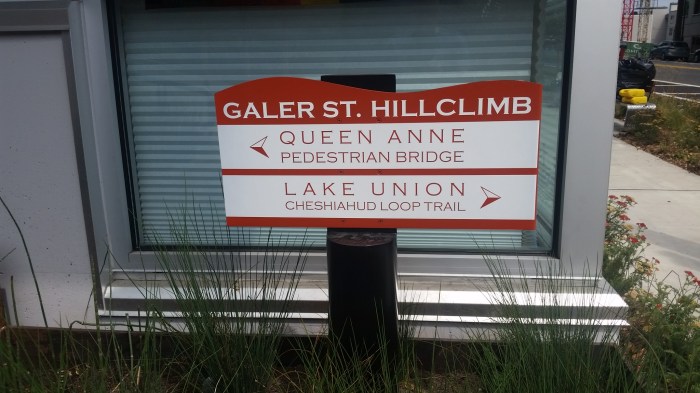 GALER ST. HILLCLIMB
QUEEN ANNE
PEDESTRIAN BRIDGE
LAKE UNION
CHESHIAHUD LOOP TRAIL